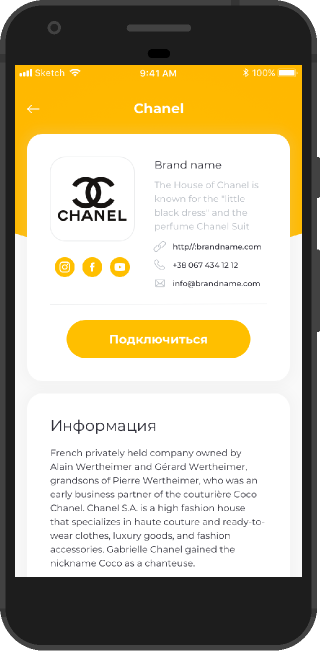 Sketch 9:41 AM 100%
Chanel
CHANEL
Brand name
The House of Chanel is
known for the "little
black dress" and the
perfume Chanel Suit
http//:brandname.com
+38 067 434 12 12
info@brandname.com
Подключиться
Информация
French privately held company owned by
Alain Wertheimer and Gérard Wertheimer,
grandsons of Pierre Wertheimer, who was an
early business partner of the couturière Coco
Chanel. Chanel S.A. is a high fashion house
that specializes in haute couture and ready-to-
wear clothes, luxury goods, and fashion
accessories. Gabrielle Chanel gained the
nickname Coco as a chanteuse.